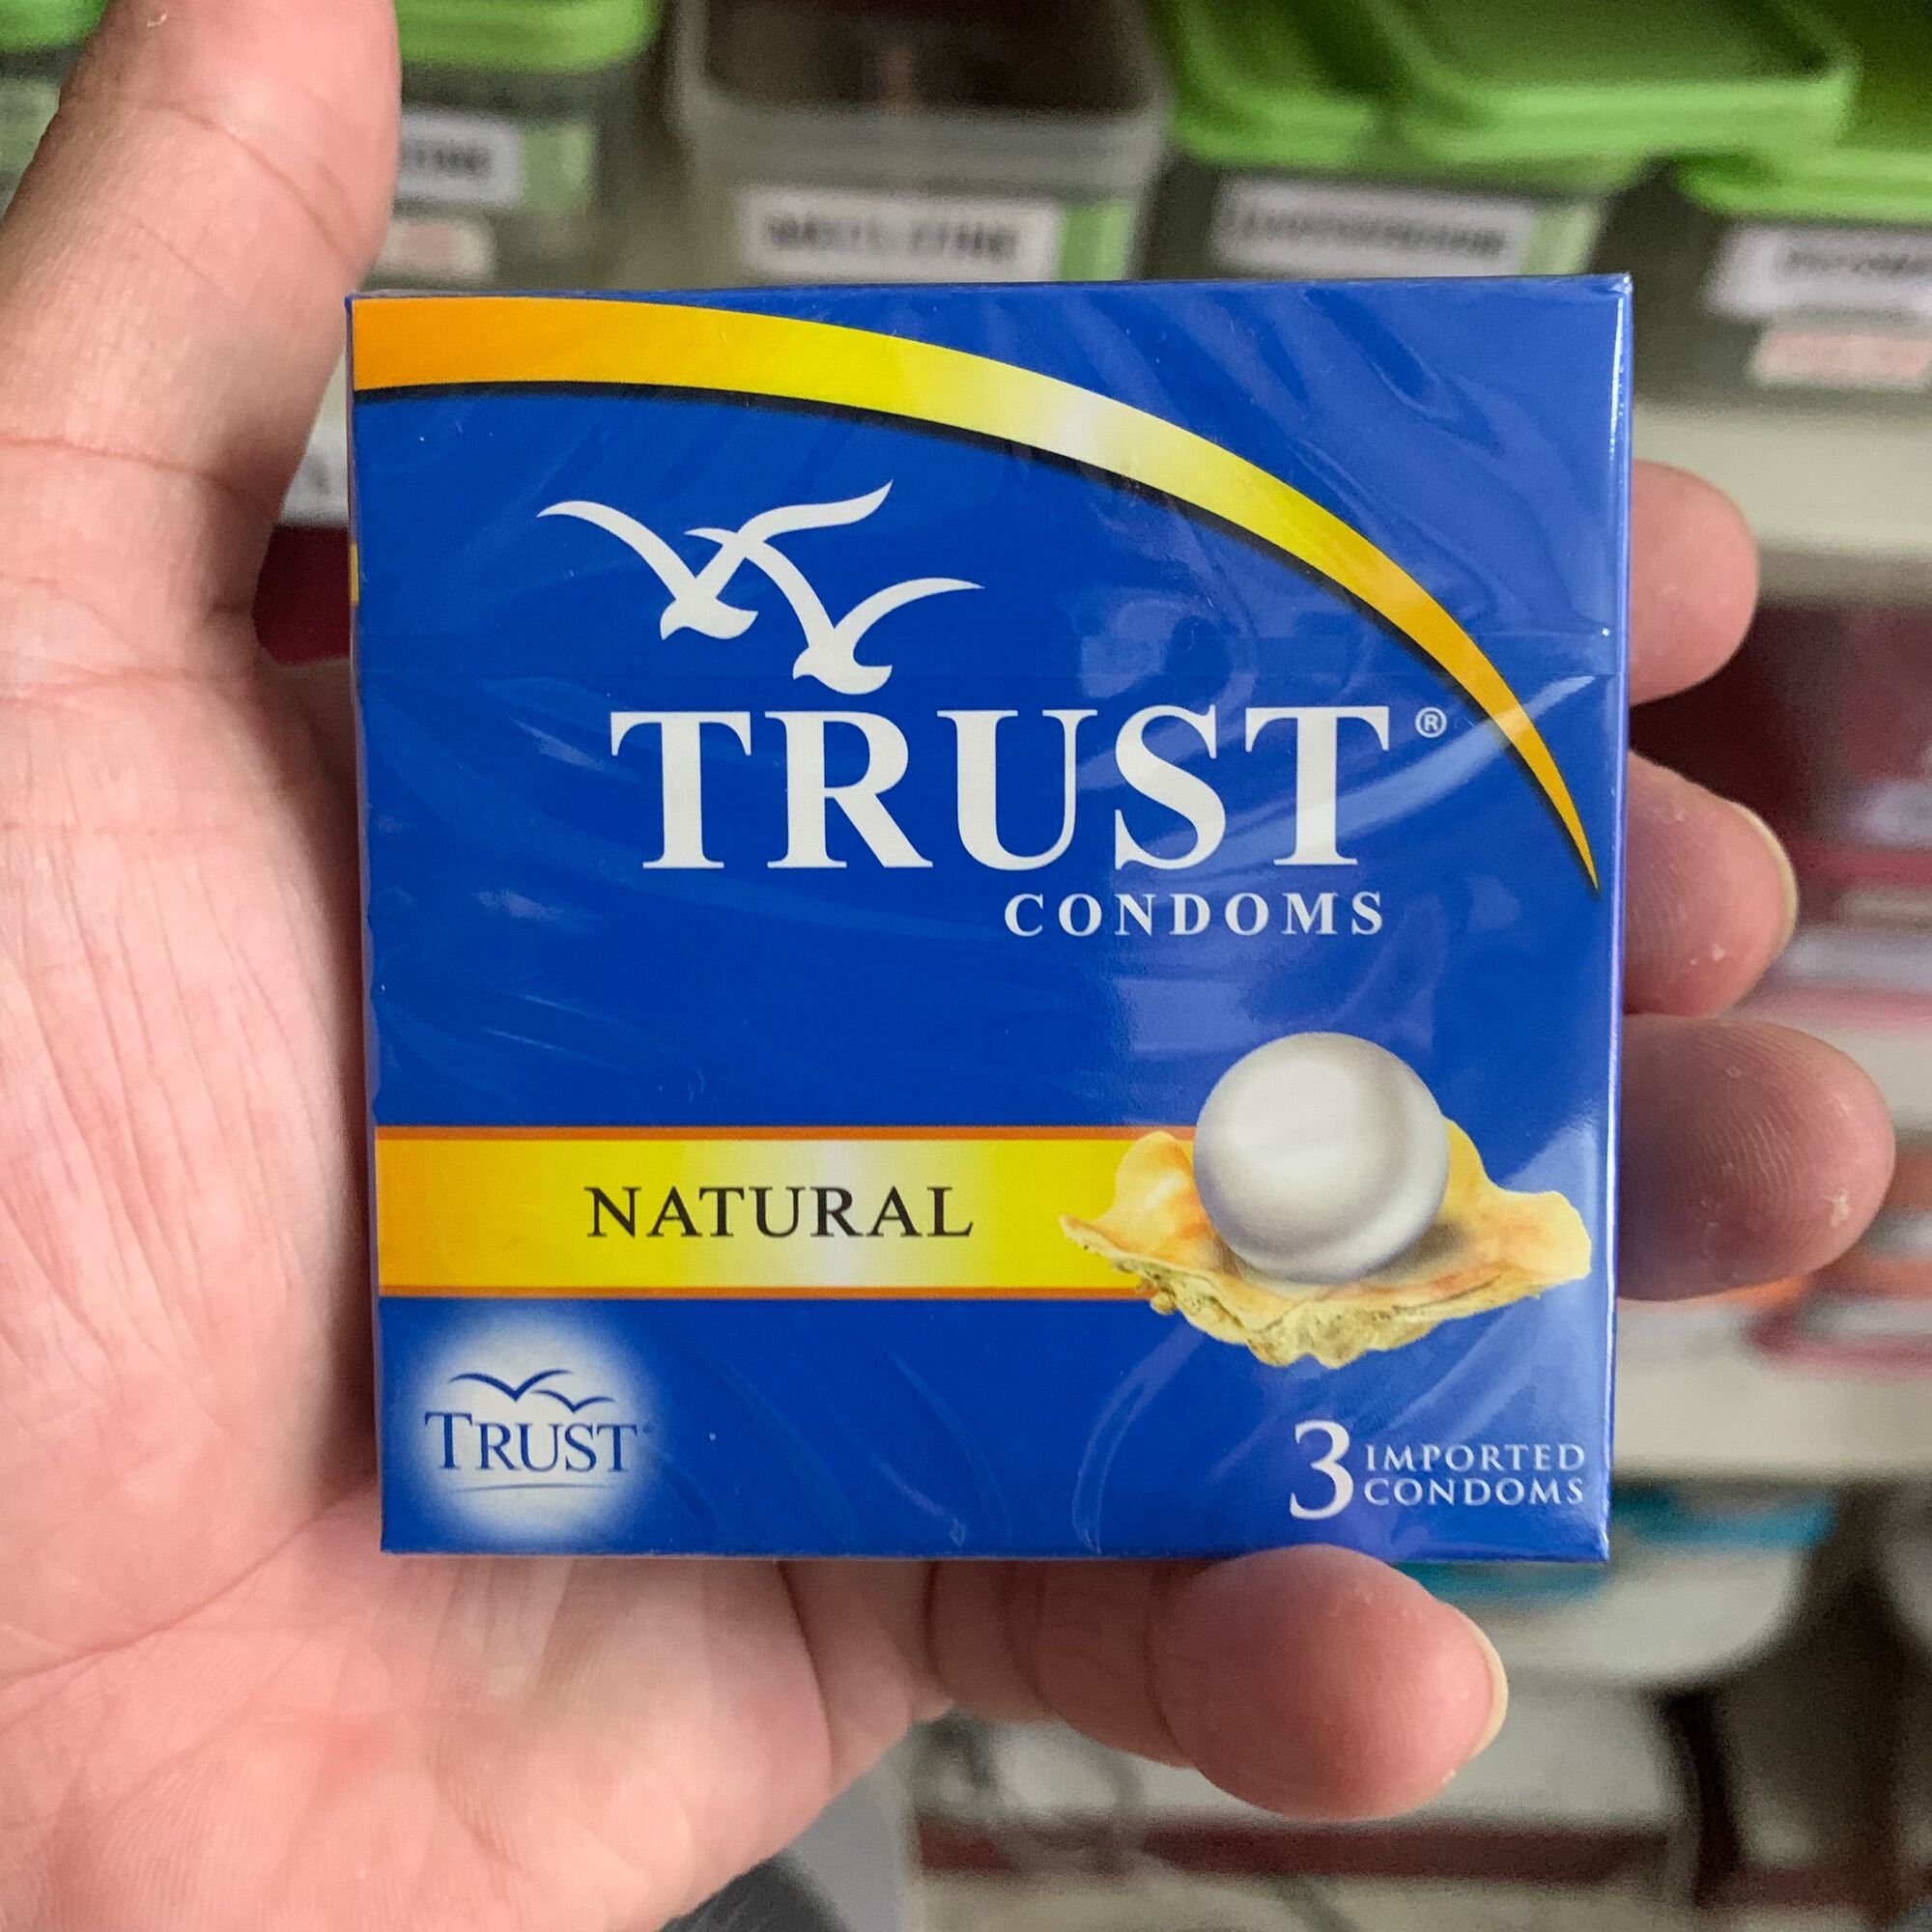 TRUST®
CONDOMS
NATURAL
TRUST
3 IMPORTED
CONDOMS